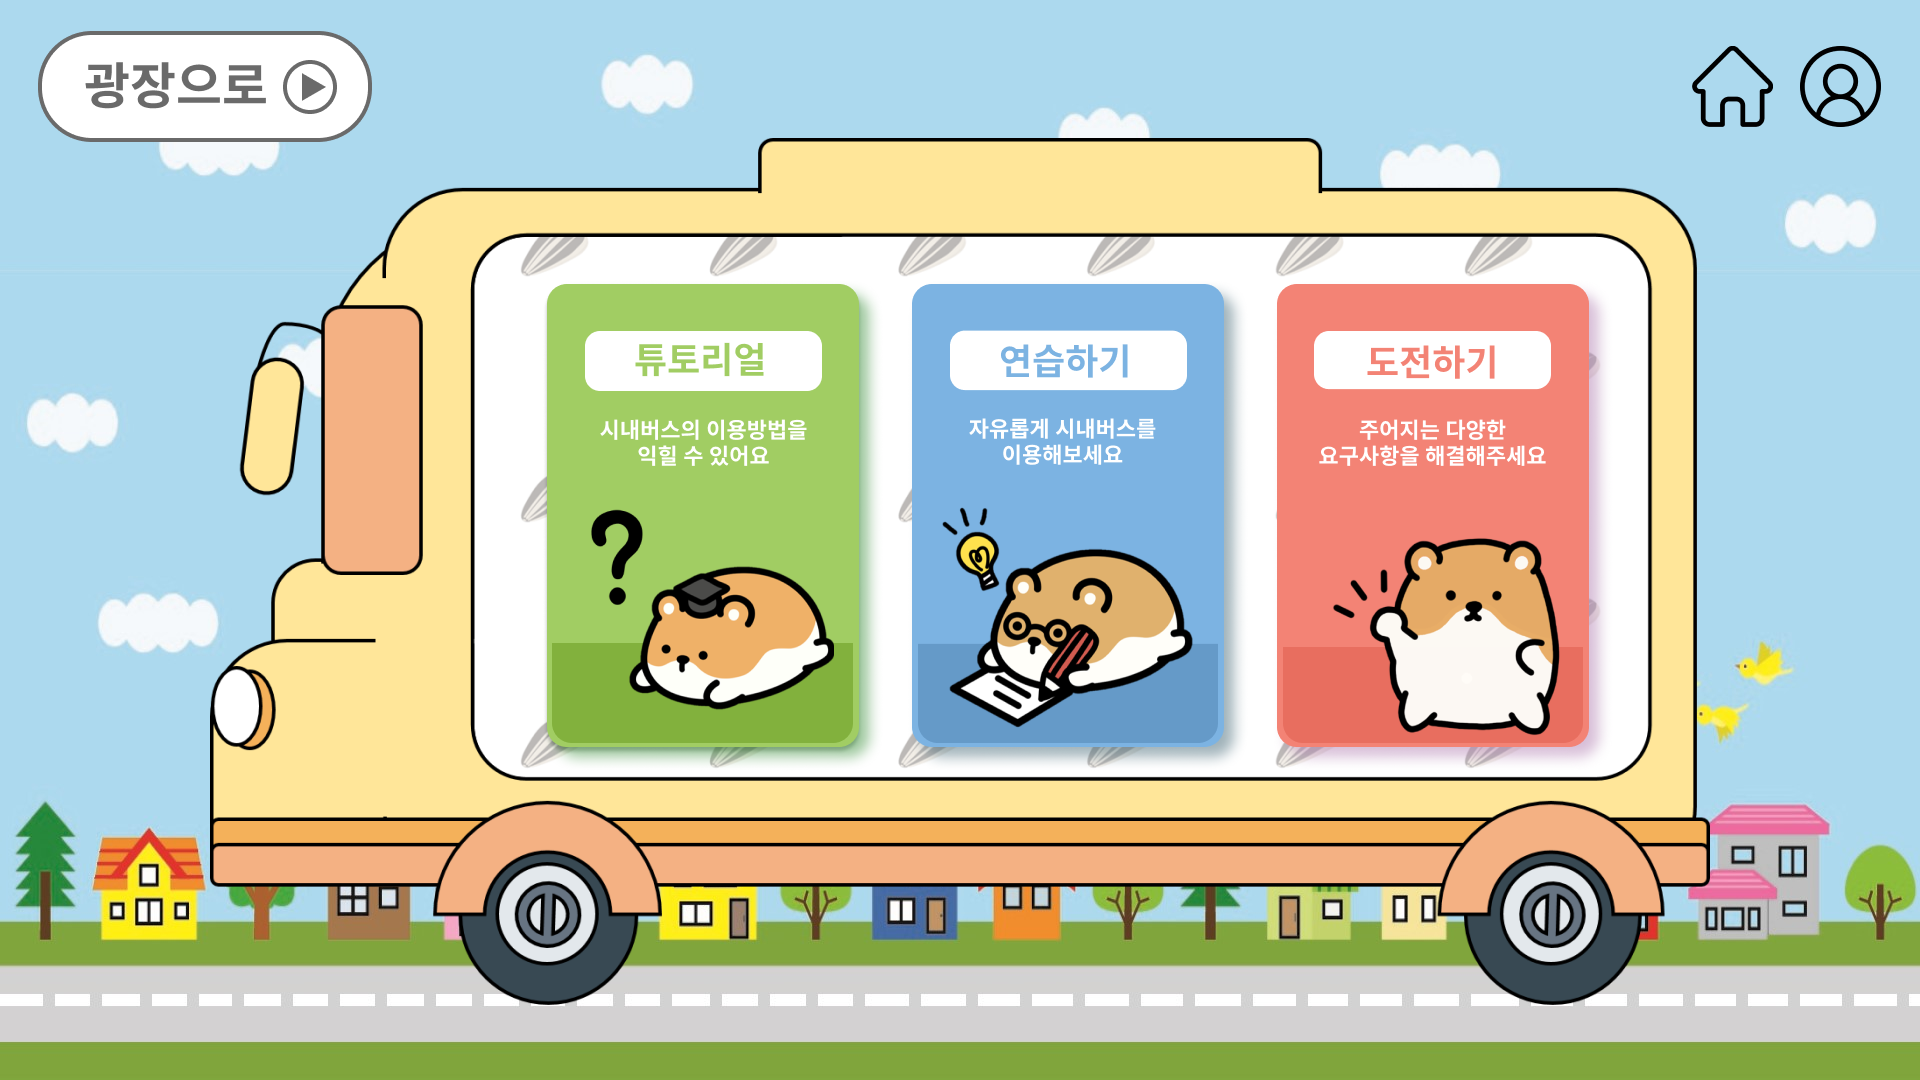 광장으로
튜토리얼
시내버스의 이용방법을
익힐 수 있어요
연습하기
자유롭게 시내버스를
이용해보세요
도전하기
주어지는 다양한
요구사항을 해결해주세요